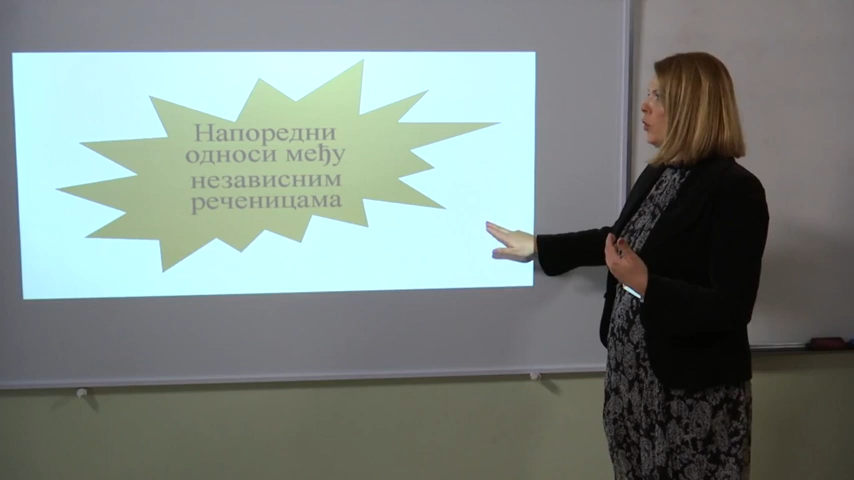 Напоредни
односи међу
независним
реченицама